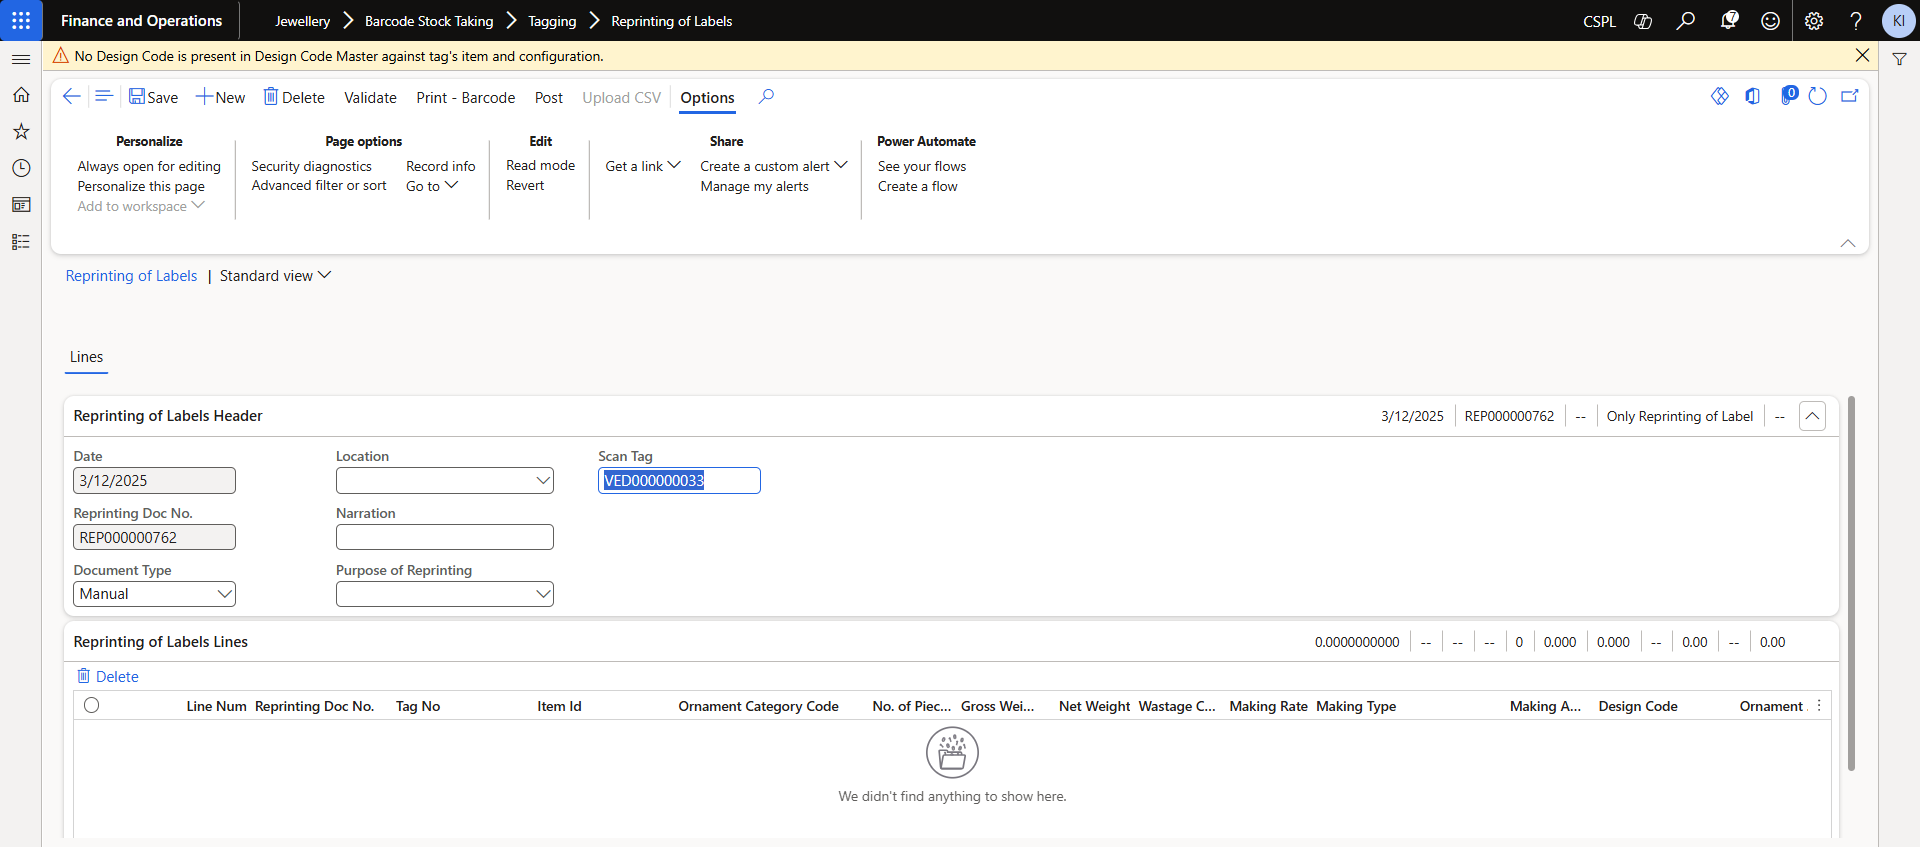 Finance and Operations
Jewellery > Barcode Stock Taking > Tagging > Reprinting of Labels
CSPL
7
KI
No Design Code is present in Design Code Master against tag's item and configuration.
Save New Delete Validate Print - Barcode Post Upload CSV Options
0
Personalize Page options Edit Share Power Automate
Always open for editing Security diagnostics Record info Read mode Get a link Create a custom alert See your flows
Personalize this page Advanced filter or sort Go to Revert Manage my alerts Create a flow
Add to workspace
Reprinting of Labels | Standard view
Lines
Reprinting of Labels Header 3/12/2025 REP000000762 -- Only Reprinting of Label --
Date Location Scan Tag
3/12/2025 VED000000033
Reprinting Doc No. Narration
REP000000762
Document Type Purpose of Reprinting
Manual
Reprinting of Labels Lines 0.0000000000 -- -- -- 0 0.000 0.000 -- 0.00 -- 0.00
Delete
Line Num Reprinting Doc No. Tag No Item Id Ornament Category Code No. of Piec... Gross Wei... Net Weight Wastage C... Making Rate Making Type Making A... Design Code Ornament
We didn't find anything to show here.